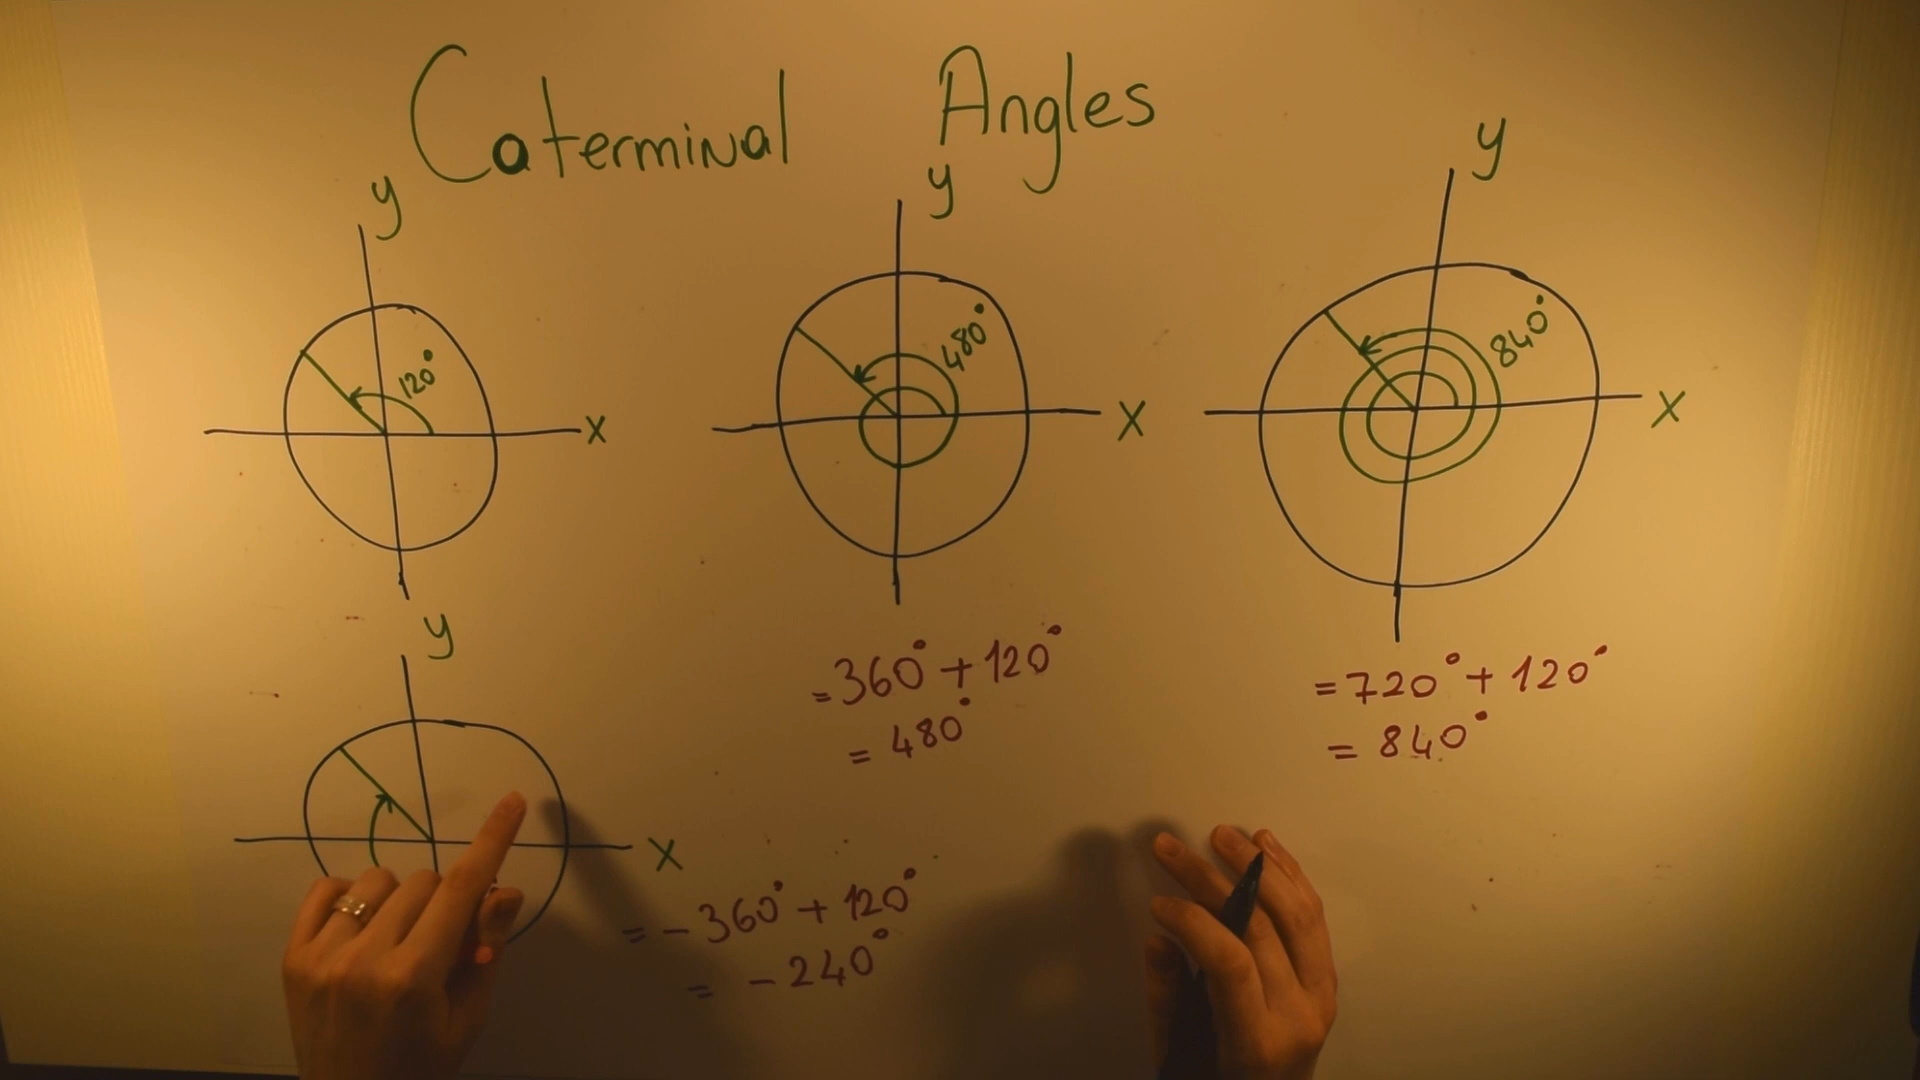 Coterminal Angles
y
120°
x
y
480°
x
= 360° + 120°
= 480°
y
840°
x
= 720° + 120°
= 840°
y
x
= - 360° + 120°
= - 240°